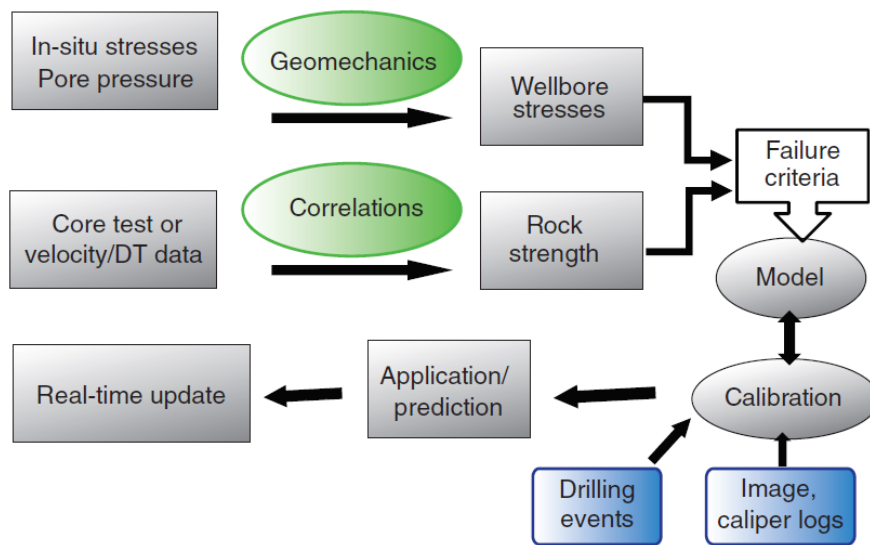 In-situ stresses
Pore pressure
Geomechanics
Wellbore
stresses
Failure
criteria
Core test or
velocity/DT data
Correlations
Rock
strength
Model
Real-time update
Application/
prediction
Calibration
Drilling
events
Image,
caliper logs